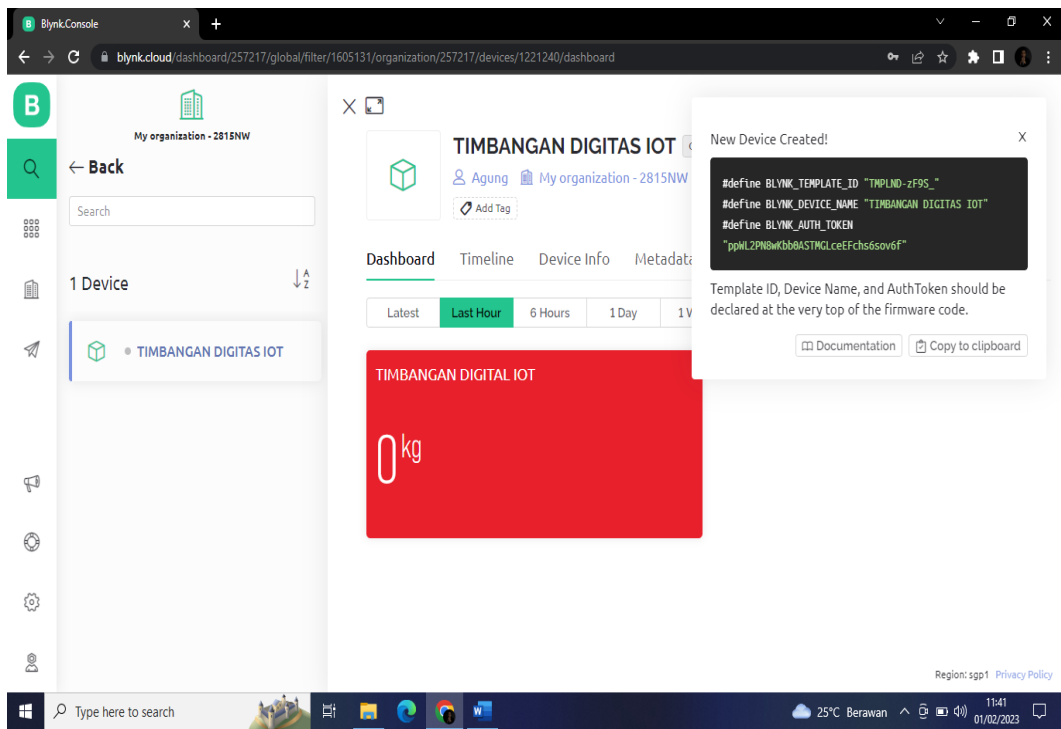 B Blynk.Console
blynk.cloud/dashboard/257217/global/filter/1605131/organization/257217/devices/1221240/dashboard
B
My organization - 2815NW
← Back
Search
1 Device
A
Z
TIMBANGAN DIGITAS IOT
TIMBANGAN DIGITAS IOT
Agung My organization - 2815NW
Add Tag
Dashboard Timeline Device Info Metadata
Latest Last Hour 6 Hours 1 Day 1 W
TIMBANGAN DIGITAL IOT
0 kg
New Device Created! X
#define BLYNK_TEMPLATE_ID "TMPLND-zF9S_"
#define BLYNK_DEVICE_NAME "TIMBANGAN DIGITAS IOT"
#define BLYNK_AUTH_TOKEN
"ppWL2PN8wKbb0ASTMGLceEFchs6sov6f"
Template ID, Device Name, and AuthToken should be
declared at the very top of the firmware code.
Documentation Copy to clipboard
Region: sgp1 Privacy Policy
Type here to search
25°C Berawan
11:41
01/02/2023